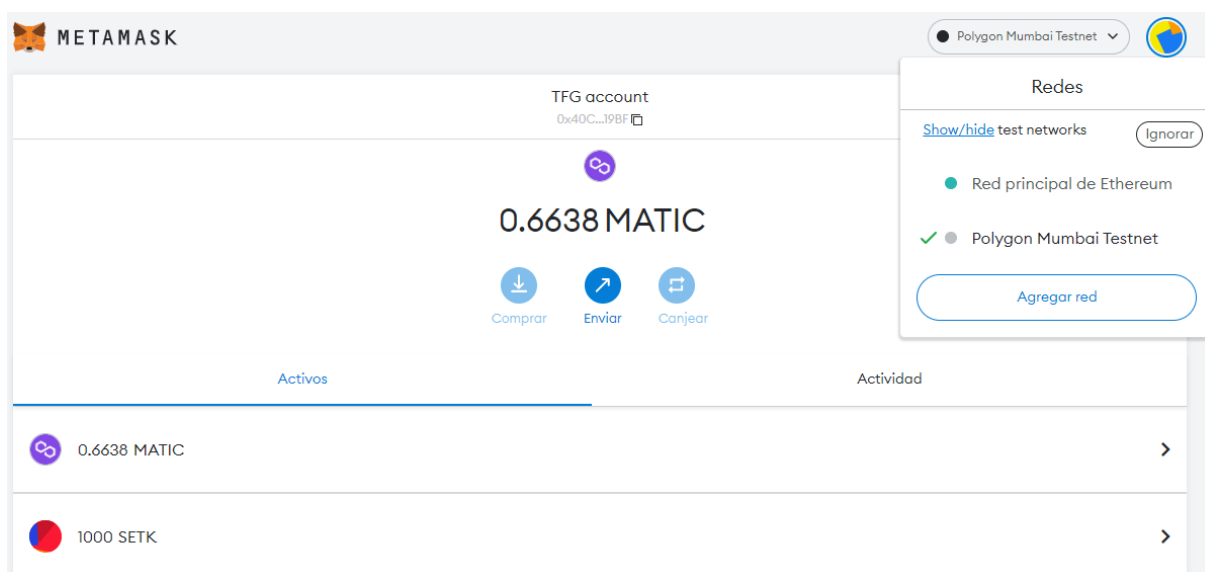 METAMASK
Polygon Mumbai Testnet
TFG account
0x40C...19BF
0.6638 MATIC
Comprar
Enviar
Canjear
Redes
Show/hide test networks
Ignorar
Red principal de Ethereum
Polygon Mumbai Testnet
Agregar red
Activos
Actividad
0.6638 MATIC
1000 SETK